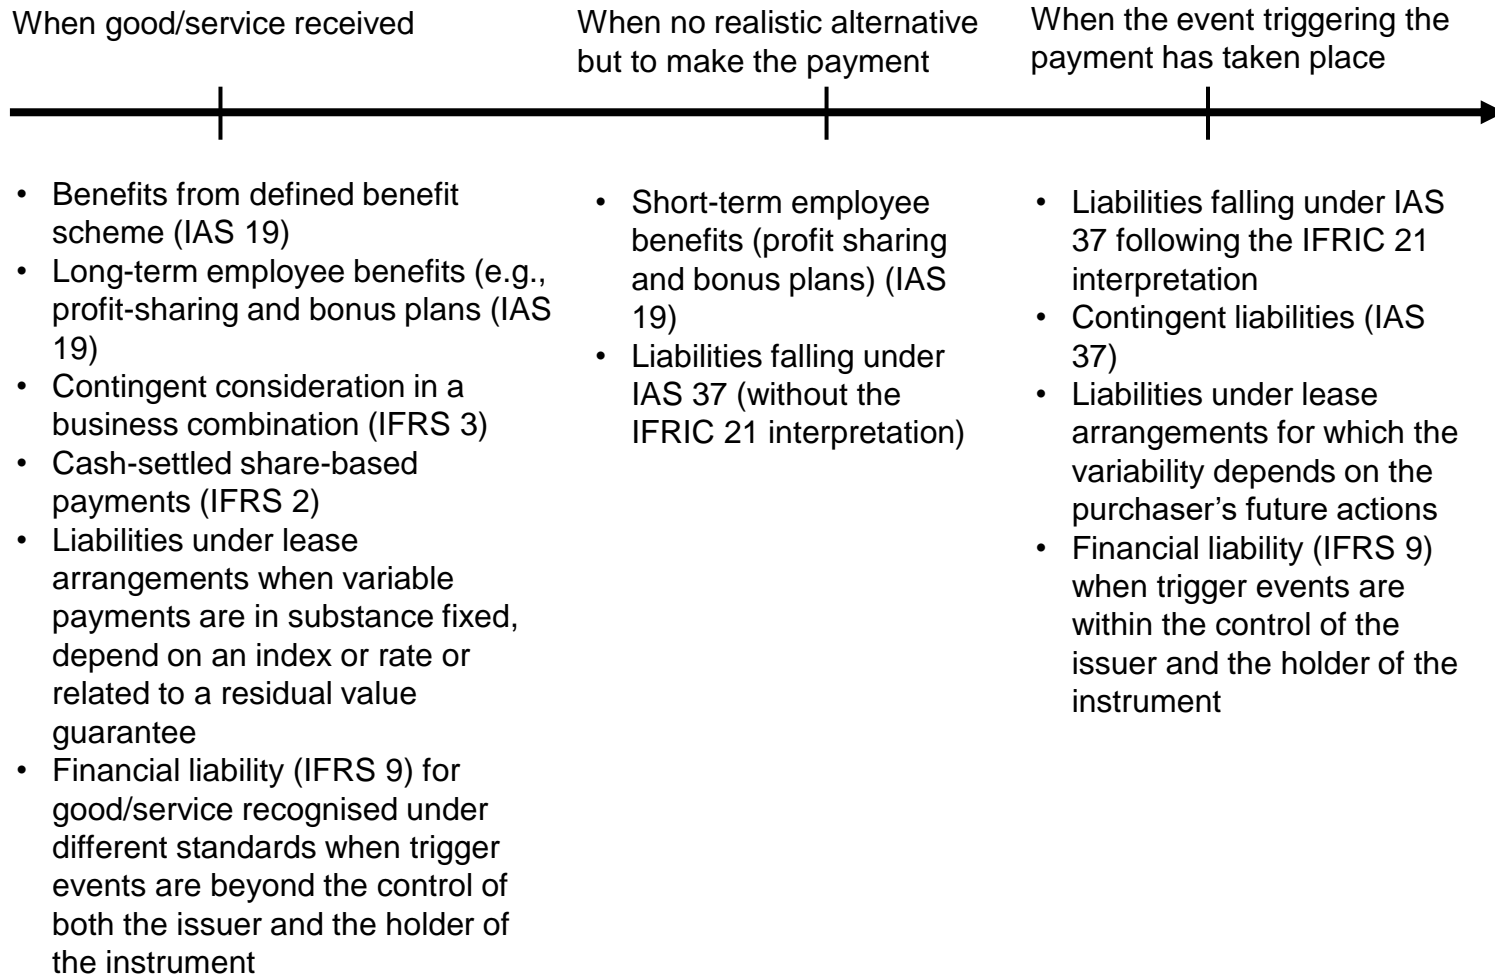 When good/service received
When no realistic alternative
but to make the payment
When the event triggering the
payment has taken place
• Benefits from defined benefit
scheme (IAS 19)
• Long-term employee benefits (e.g.,
profit-sharing and bonus plans (IAS
19)
• Contingent consideration in a
business combination (IFRS 3)
• Cash-settled share-based
payments (IFRS 2)
• Liabilities under lease
arrangements when variable
payments are in substance fixed,
depend on an index or rate or
related to a residual value
guarantee
• Financial liability (IFRS 9) for
good/service recognised under
different standards when trigger
events are beyond the control of
both the issuer and the holder of
the instrument
• Short-term employee
benefits (profit sharing
and bonus plans) (IAS
19)
• Liabilities falling under
IAS 37 (without the
IFRIC 21 interpretation)
• Liabilities falling under IAS
37 following the IFRIC 21
interpretation
• Contingent liabilities (IAS
37)
• Liabilities under lease
arrangements for which the
variability depends on the
purchaser’s future actions
• Financial liability (IFRS 9)
when trigger events are
within the control of the
issuer and the holder of the
instrument